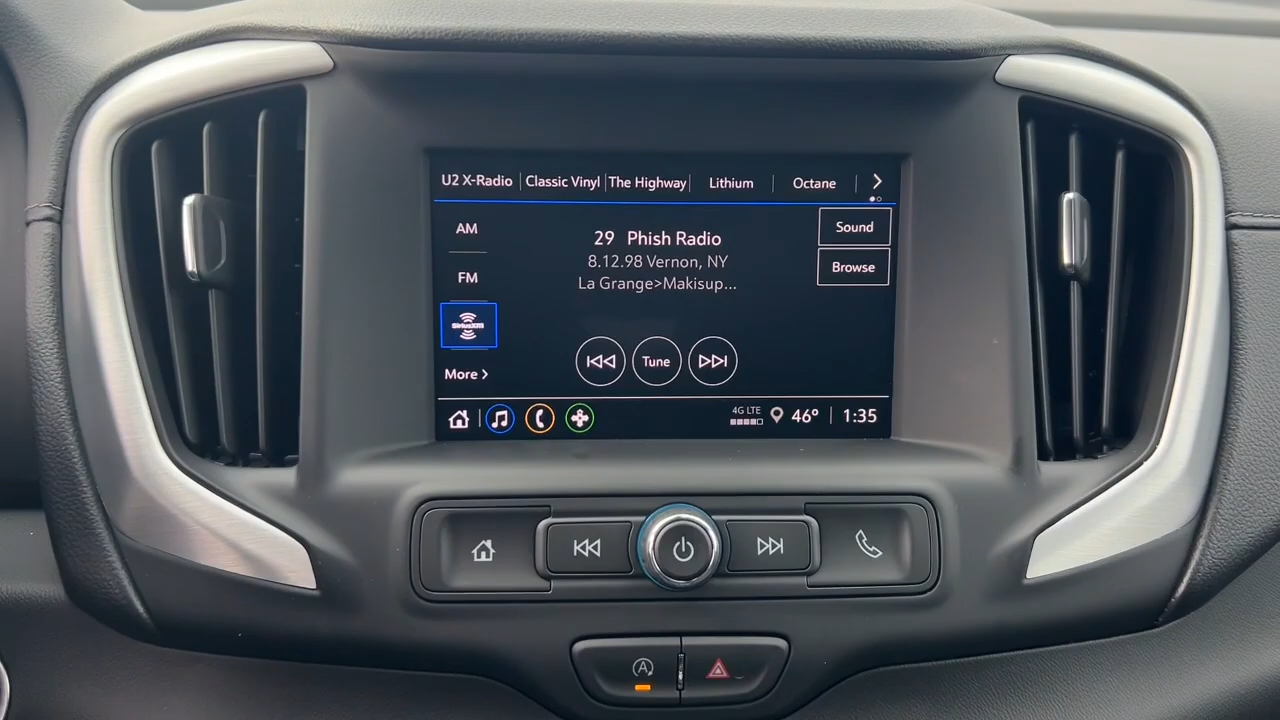 U2 X-Radio Classic Vinyl The Highway Lithium Octane
AM
29 Phish Radio
Sound
8.12.98 Vernon, NY
Browse
FM
La Grange>Makisup...
SiriusXM
Tune
More
4G LTE
46° 1:35
A